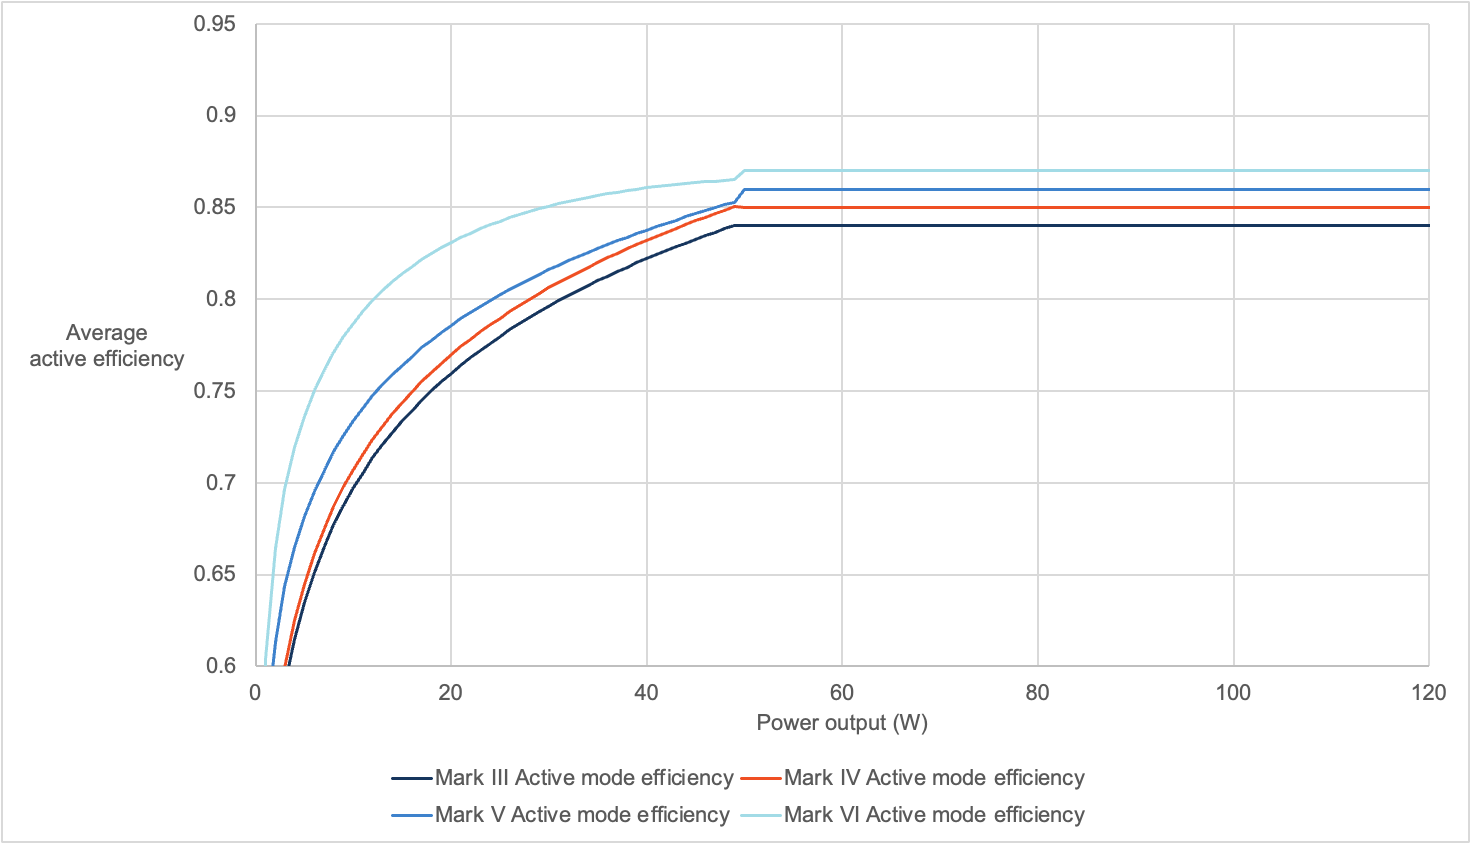 0.95
0.9
0.85
0.8
Average
active efficiency
0.75
0.7
0.65
0.6
0 20 40 60 80 100 120
Power output (W)
Mark III Active mode efficiency Mark IV Active mode efficiency
Mark V Active mode efficiency Mark VI Active mode efficiency